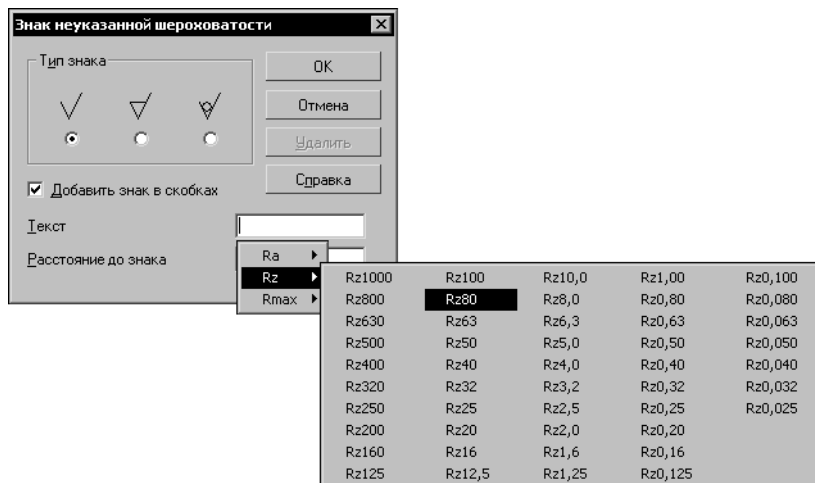 Знак неуказанной шероховатости
Тип знака
OK
Отмена
Удалить
Справка
Добавить знак в скобках
Текст
Расстояние до знака
Ra
Rz
Rmax
Rz1000 Rz100 Rz10,0 Rz1,00 Rz0,100
Rz800 Rz80 Rz8,0 Rz0,80 Rz0,080
Rz630 Rz63 Rz6,3 Rz0,63 Rz0,063
Rz500 Rz50 Rz5,0 Rz0,50 Rz0,050
Rz400 Rz40 Rz4,0 Rz0,40 Rz0,040
Rz320 Rz32 Rz3,2 Rz0,32 Rz0,032
Rz250 Rz25 Rz2,5 Rz0,25 Rz0,025
Rz200 Rz20 Rz2,0 Rz0,20
Rz160 Rz16 Rz1,6 Rz0,16
Rz125 Rz12,5 Rz1,25 Rz0,125